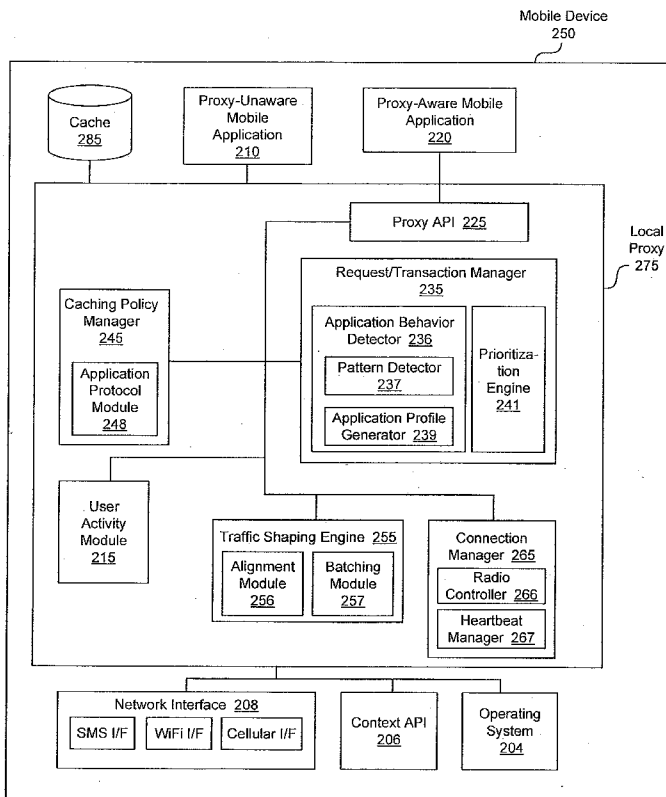 Mobile Device
250
Cache
285
Proxy-Unaware
Mobile
Application
210
Proxy-Aware Mobile
Application
220
Proxy API 225
Local
Proxy
275
Request/Transaction Manager
235
Caching Policy
Manager
245
Application
Protocol
Module
248
Application Behavior
Detector 236
Pattern Detector
237
Application Profile
Generator 239
Prioritiza-
tion
Engine
241
User
Activity
Module
215
Traffic Shaping Engine 255
Alignment
Module
256
Batching
Module
257
Connection
Manager 265
Radio
Controller 266
Heartbeat
Manager 267
Network Interface 208
SMS I/F
WiFi I/F
Cellular I/F
Context API
206
Operating
System
204